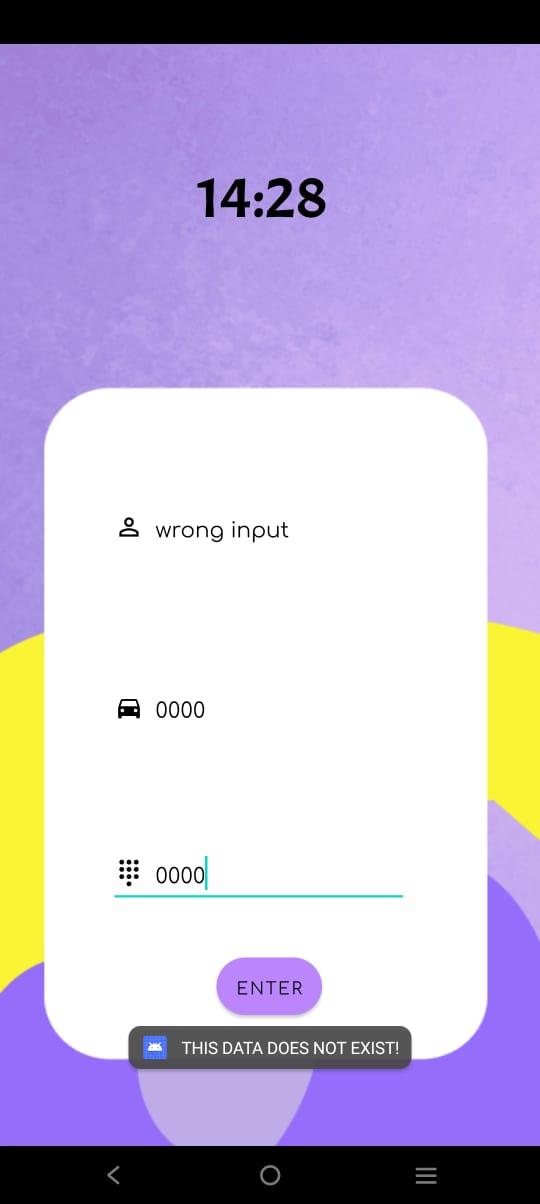 14:28
wrong input
0000
0000
ENTER
THIS DATA DOES NOT EXIST!